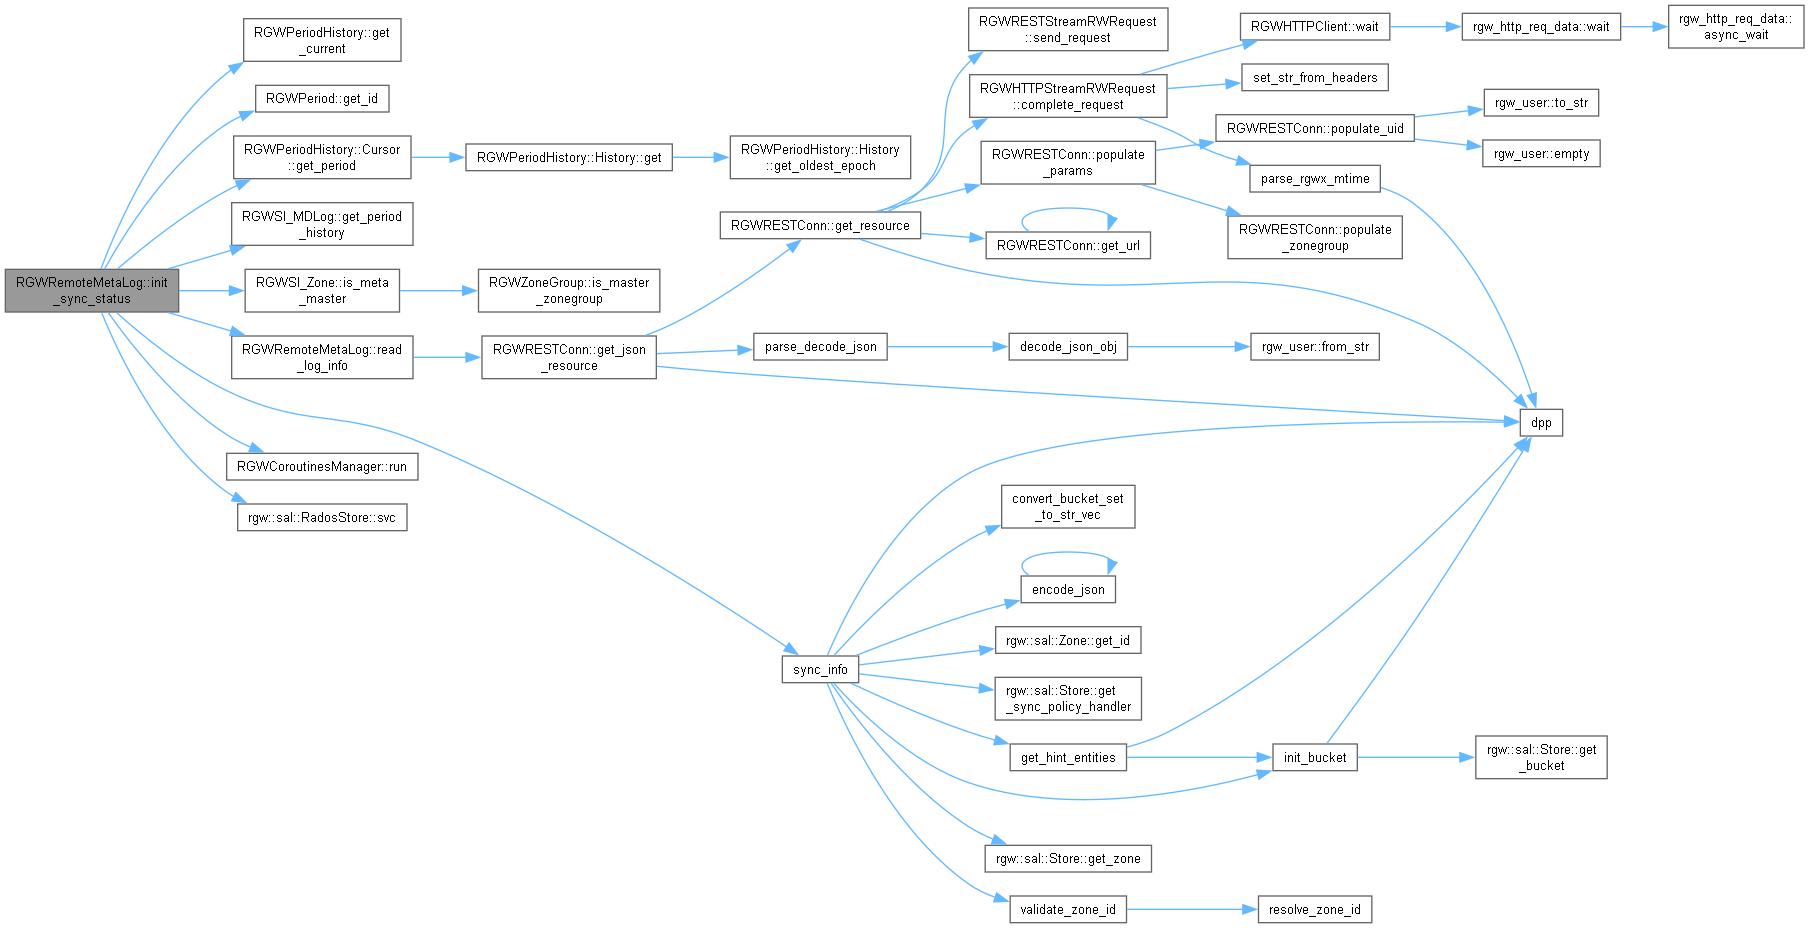 RGWRemoteMetaLog::init
_sync_status
RGWPeriodHistory::get
_current
RGWPeriod::get_id
RGWPeriodHistory::Cursor
::get_period
RGWSI_MDLog::get_period
_history
RGWSI_Zone::is_meta
_master
RGWRemoteMetaLog::read
_log_info
RGWCoroutinesManager::run
rgw::sal::RadosStore::svc
RGWPeriodHistory::History::get
RGWZoneGroup::is_master
_zonegroup
RGWRESTConn::get_json
_resource
RGWPeriodHistory::History
::get_oldest_epoch
RGWRESTConn::get_resource
parse_decode_json
sync_info
RGWRESTStreamRWRequest
::send_request
RGWHTTPStreamRWRequest
::complete_request
RGWRESTConn::populate
_params
RGWRESTConn::get_url
decode_json_obj
convert_bucket_set
_to_str_vec
encode_json
rgw::sal::Zone::get_id
rgw::sal::Store::get
_sync_policy_handler
get_hint_entities
rgw::sal::Store::get_zone
validate_zone_id
RGWHTTPClient::wait
set_str_from_headers
RGWRESTConn::populate_uid
parse_rgwx_mtime
RGWRESTConn::populate
_zonegroup
rgw_user::from_str
init_bucket
resolve_zone_id
rgw_http_req_data::wait
rgw_user::to_str
rgw_user::empty
dpp
rgw::sal::Store::get
_bucket
rgw_http_req_data::
async_wait